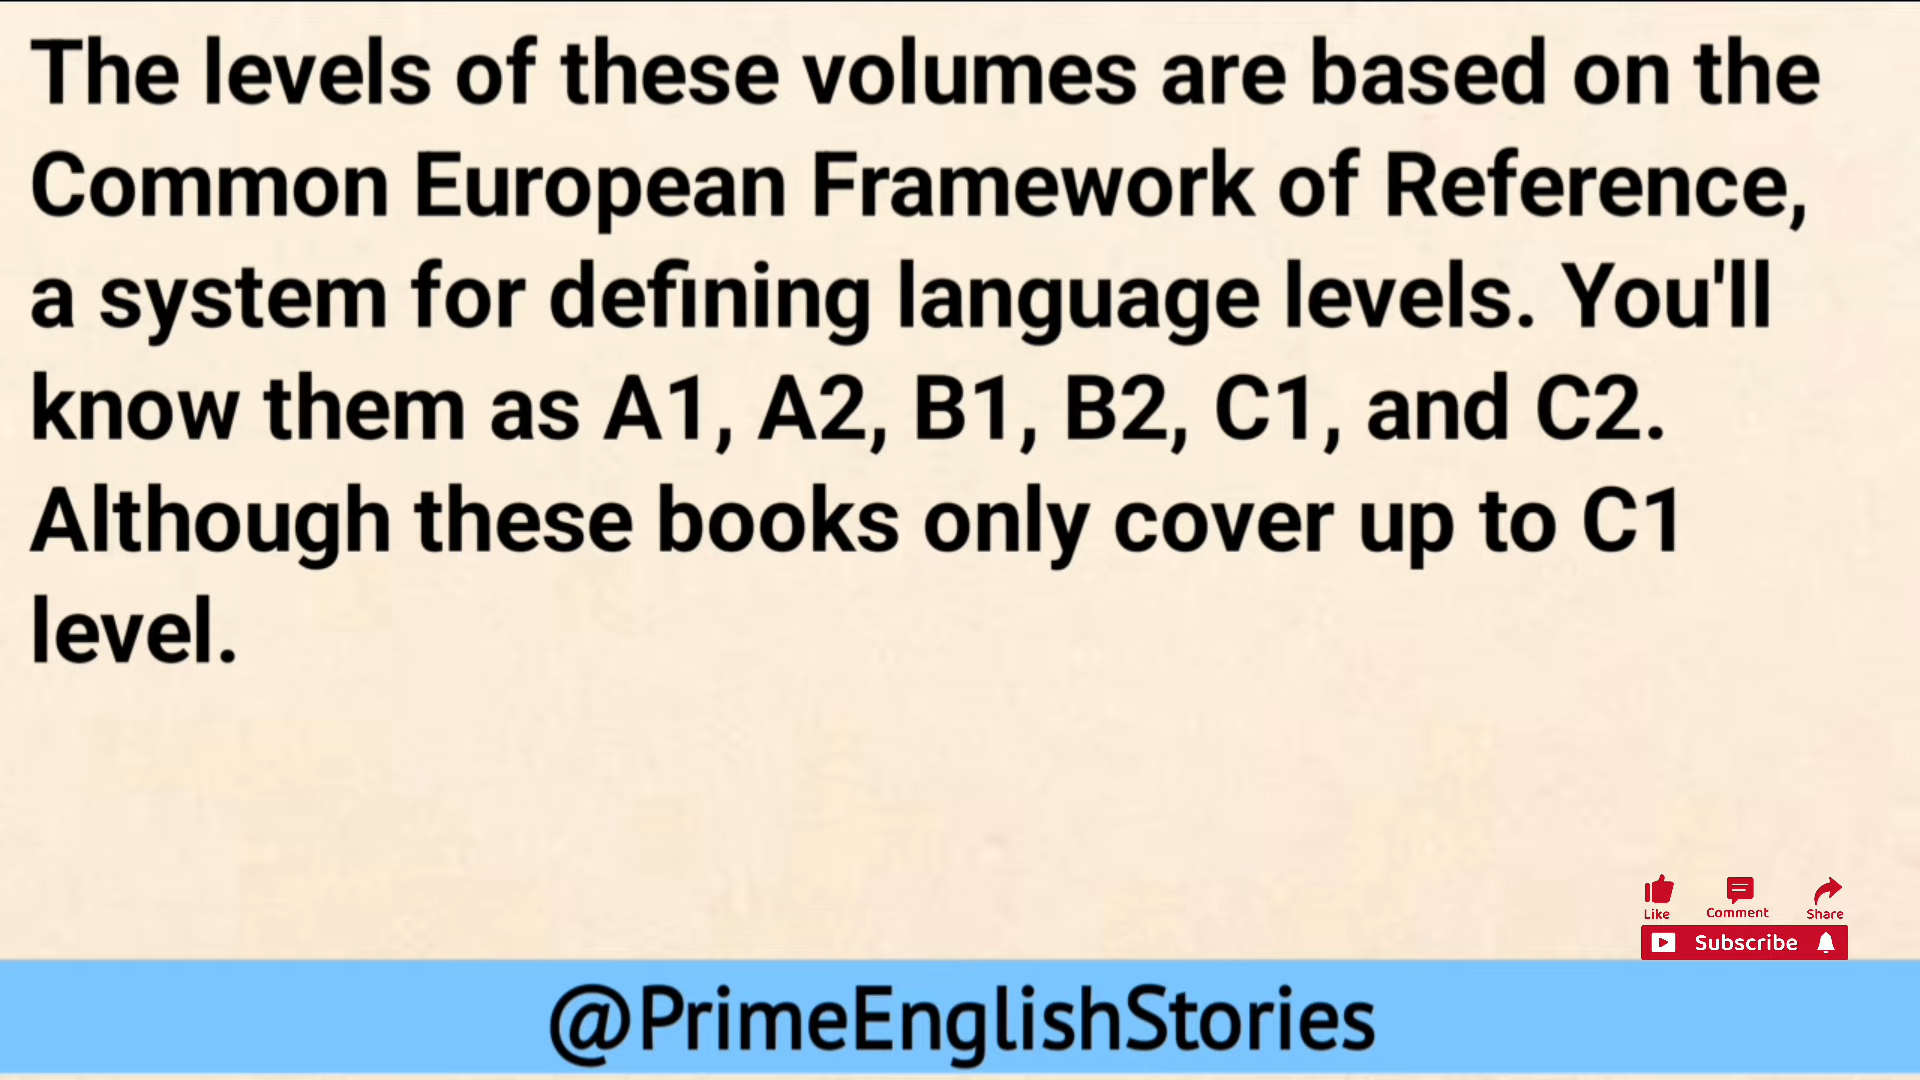 The levels of these volumes are based on the
Common European Framework of Reference,
a system for defining language levels. You'll
know them as A1, A2, B1, B2, C1, and C2.
Although these books only cover up to C1
level.
Like Comment Share
Subscribe
@PrimeEnglishStories